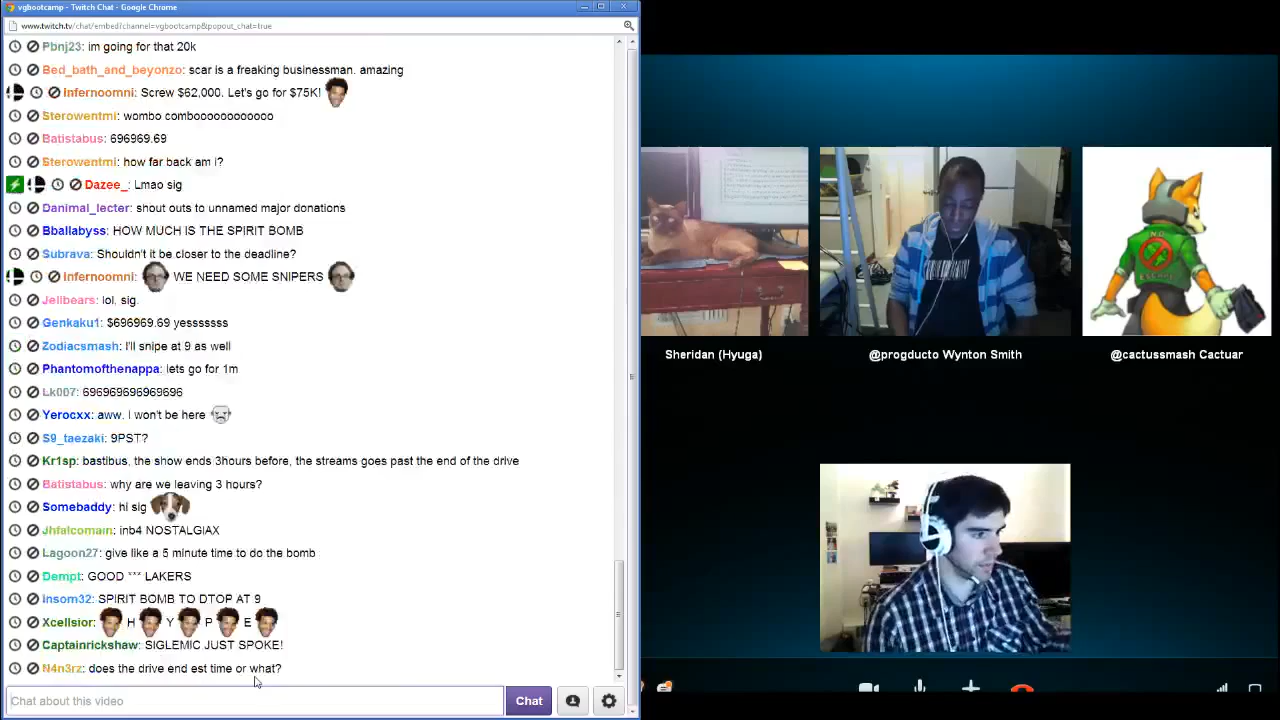 vgbootcamp - Twitch Chat - Google Chrome
www.twitch.tv/chat/embed?channel=vgbootcamp&popout_chat=true
Pbnj23: im going for that 20k
Bed_bath_and_beyonzo: scar is a freaking businessman. amazing
Infernoomni: Screw $62,000. Let's go for $75K!
Sterowentmi: wombo comboooooooooooo
Batistabus: 696969.69
Sterowentmi: how far back am i?
Dazee_: Lmao sig
Danimal_lecter: shout outs to unnamed major donations
Bballabyss: HOW MUCH IS THE SPIRIT BOMB
Subrava: Shouldn't it be closer to the deadline?
Infernoomni: WE NEED SOME SNIPERS
Jellbears: lol, sig.
Genkaku1: $696969.69 yesssssss
Zodiacsmash: I'll snipe at 9 as well
Phantomofthenappa: lets go for 1m
Lk007: 696969696969696
Yerocxx: aww. I won't be here
S9_taezaki: 9PST?
Kr1sp: bastibus, the show ends 3hours before, the streams goes past the end of the drive
Batistabus: why are we leaving 3 hours?
Somebaddy: hi sig
Jhfalcomain: inb4 NOSTALGIAX
Lagoon27: give like a 5 minute time to do the bomb
Dempt: GOOD *** LAKERS
Insom32: SPIRIT BOMB TO DTOP AT 9
Xcellsior: H Y P E
Captainrickshaw: SIGLEMIC JUST SPOKE!
N4n3rz: does the drive end est time or what?
Chat about this video
Chat
NO
ESCAPE
Sheridan (Hyuga)
@progducto Wynton Smith
@cactussmash Cactuar